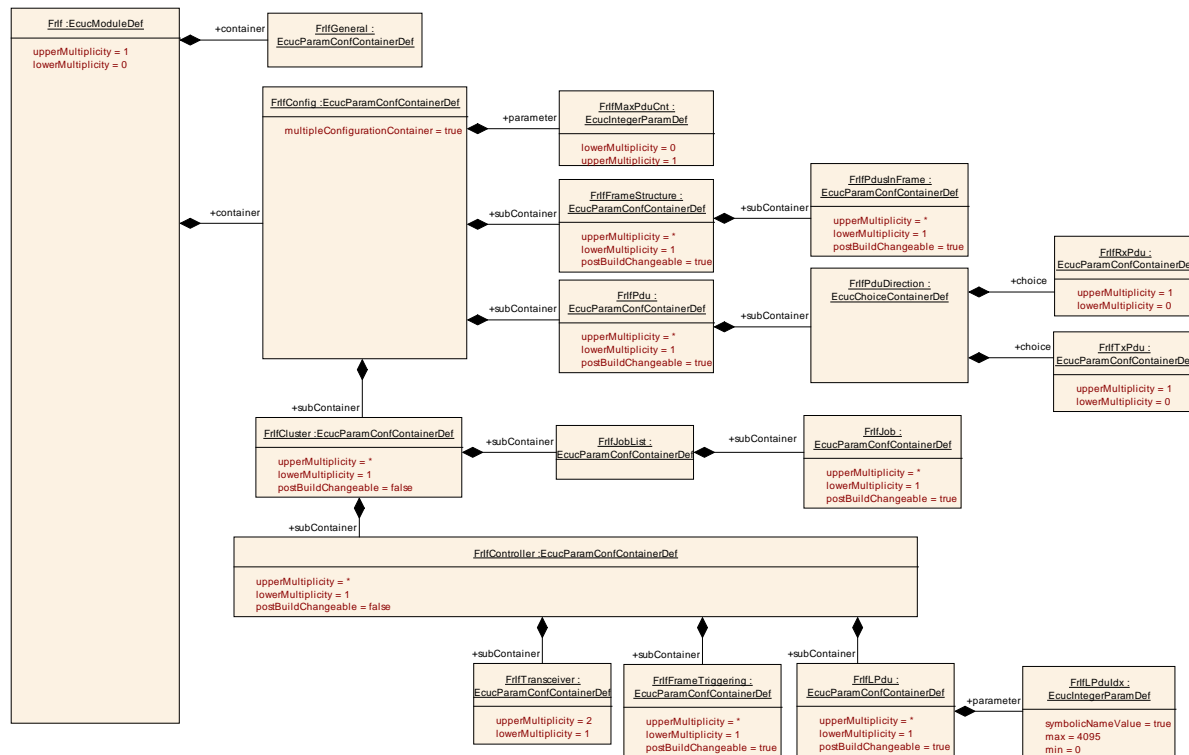 FrIf :EcucModuleDef
upperMultiplicity = 1
lowerMultiplicity = 0
+container
FrIfGeneral :
EcucParamConfContainerDef
+container
FrIfConfig :EcucParamConfContainerDef
multipleConfigurationContainer = true
+parameter
FrIfMaxPduCnt :
EcucIntegerParamDef
lowerMultiplicity = 0
upperMultiplicity = 1
+subContainer
FrIfFrameStructure :
EcucParamConfContainerDef
upperMultiplicity = *
lowerMultiplicity = 1
postBuildChangeable = true
+subContainer
FrIfPdusInFrame :
EcucParamConfContainerDef
upperMultiplicity = *
lowerMultiplicity = 1
postBuildChangeable = true
+subContainer
FrIfPdu :
EcucParamConfContainerDef
upperMultiplicity = *
lowerMultiplicity = 1
postBuildChangeable = true
+subContainer
FrIfPduDirection :
EcucChoiceContainerDef
+choice
FrIfRxPdu :
EcucParamConfContainerDef
upperMultiplicity = 1
lowerMultiplicity = 0
+choice
FrIfTxPdu :
EcucParamConfContainerDef
upperMultiplicity = 1
lowerMultiplicity = 0
+subContainer
FrIfCluster :EcucParamConfContainerDef
upperMultiplicity = *
lowerMultiplicity = 1
postBuildChangeable = false
+subContainer
FrIfJobList :
EcucParamConfContainerDef
+subContainer
FrIfJob :
EcucParamConfContainerDef
upperMultiplicity = *
lowerMultiplicity = 1
postBuildChangeable = true
+subContainer
FrIfController :EcucParamConfContainerDef
upperMultiplicity = *
lowerMultiplicity = 1
postBuildChangeable = false
+subContainer
FrIfTransceiver :
EcucParamConfContainerDef
upperMultiplicity = 2
lowerMultiplicity = 1
+subContainer
FrIfFrameTriggering :
EcucParamConfContainerDef
upperMultiplicity = *
lowerMultiplicity = 1
postBuildChangeable = true
+subContainer
FrIfLPdu :
EcucParamConfContainerDef
upperMultiplicity = *
lowerMultiplicity = 1
postBuildChangeable = true
+parameter
FrIfLPduIdx :
EcucIntegerParamDef
symbolicNameValue = true
max = 4095
min = 0